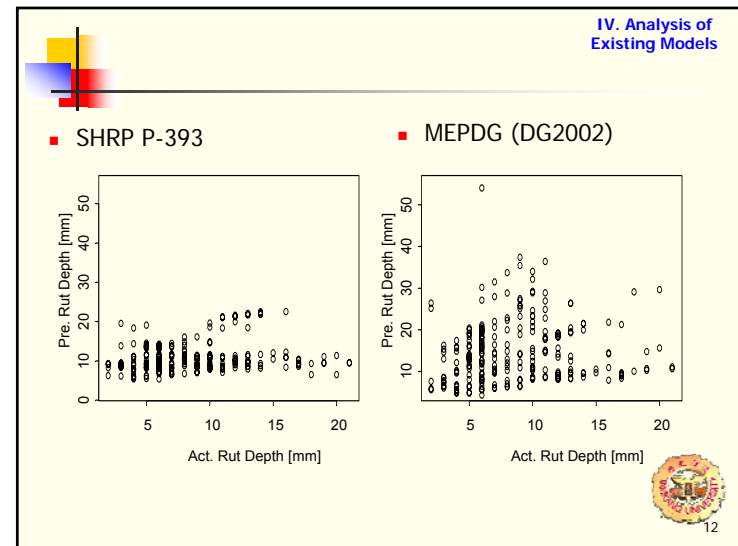 IV. Analysis of
Existing Models
SHRP P-393
MEPDG (DG2002)
Pre. Rut Depth [mm]
0 10 20 30 40 50
5 10 15 20
Act. Rut Depth [mm]
Pre. Rut Depth [mm]
10 20 30 40 50
5 10 15 20
Act. Rut Depth [mm]
12